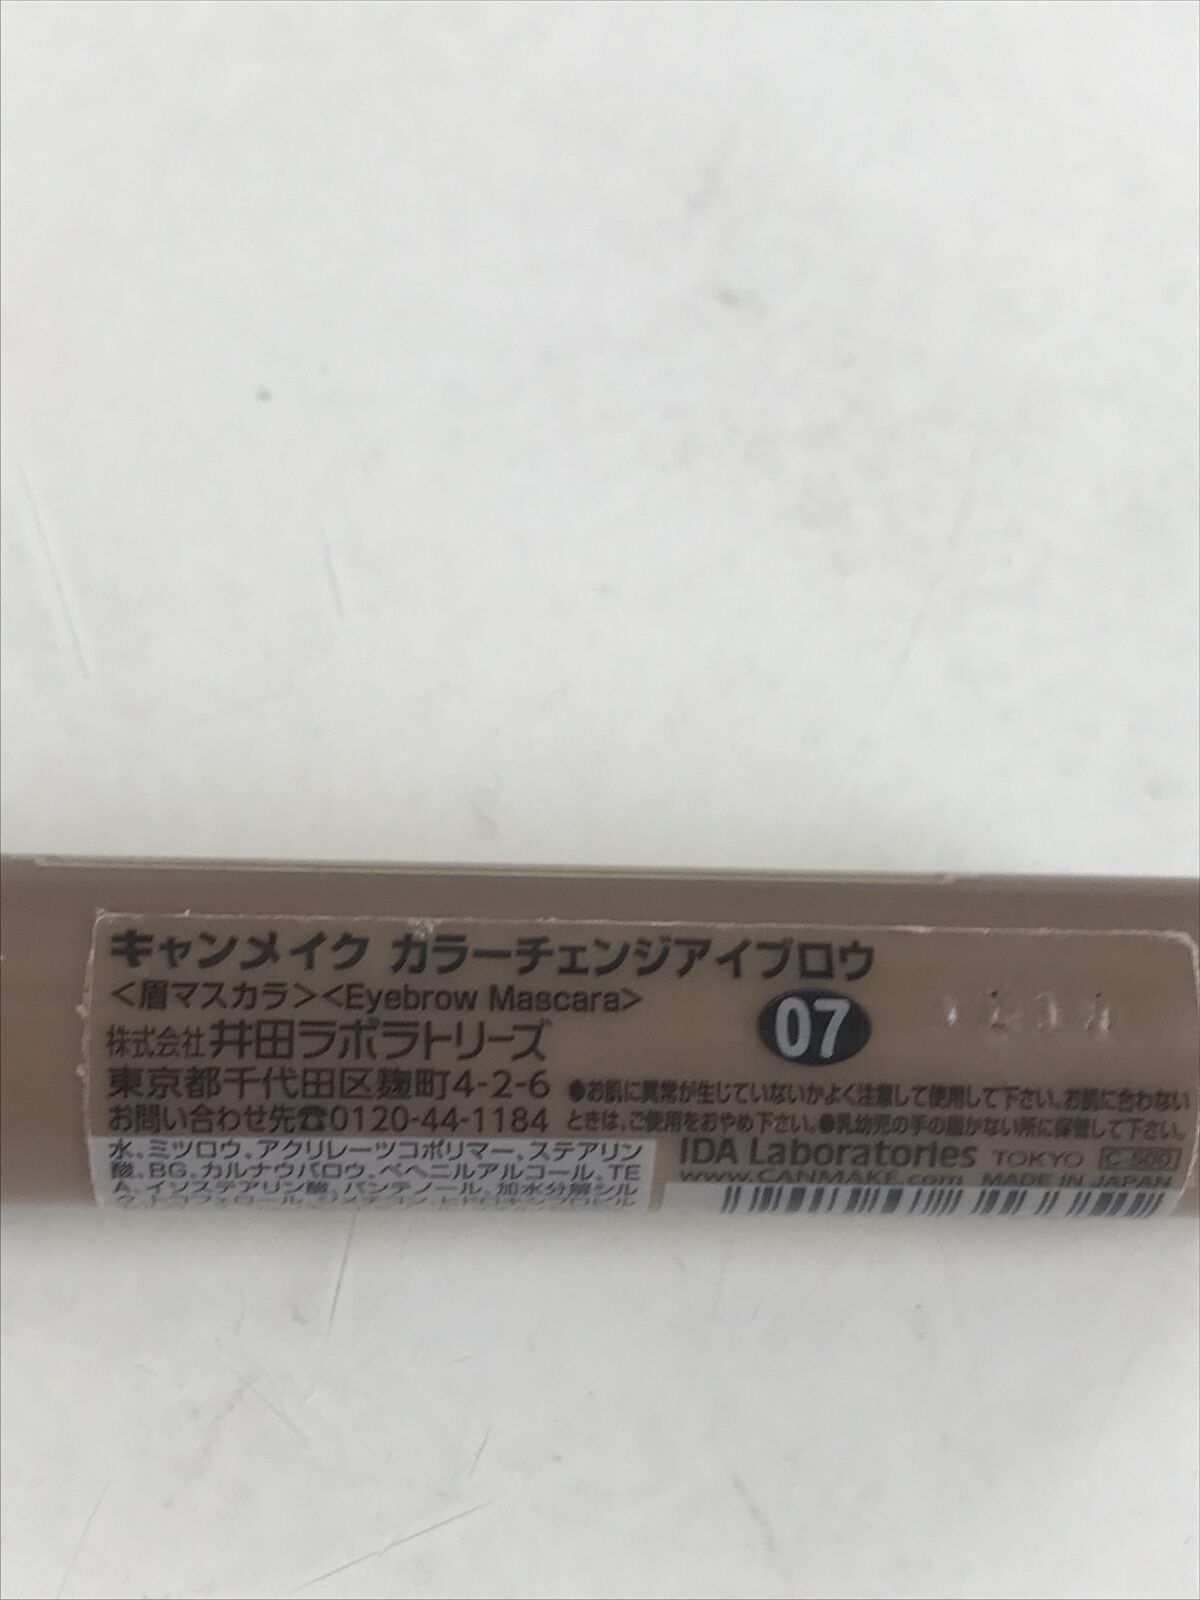 キャンメイク カラーチェンジアイブロウ
<眉マスカラ><Eyebrow Mascara>
07
株式会社 井田ラボラトリーズ
東京都千代田区麹町4-2-6
お問い合わせ先☎0120-44-1184
●お肌に異常が生じていないかよく注意して使用して下さい。お肌に合わない
ときは、ご使用をおやめ下さい。●乳幼児の手の届かない所に保管して下さい。
水、ミツロウ、アクリレーツコポリマー、ステアリン
酸、BG、カルナウバロウ、ベヘニルアルコール、TE
A、イソステアリン酸、パンテノール、加水分解シル
IDA Laboratories TOKYO C-500
www.CANMAKE.com MADE IN JAPAN